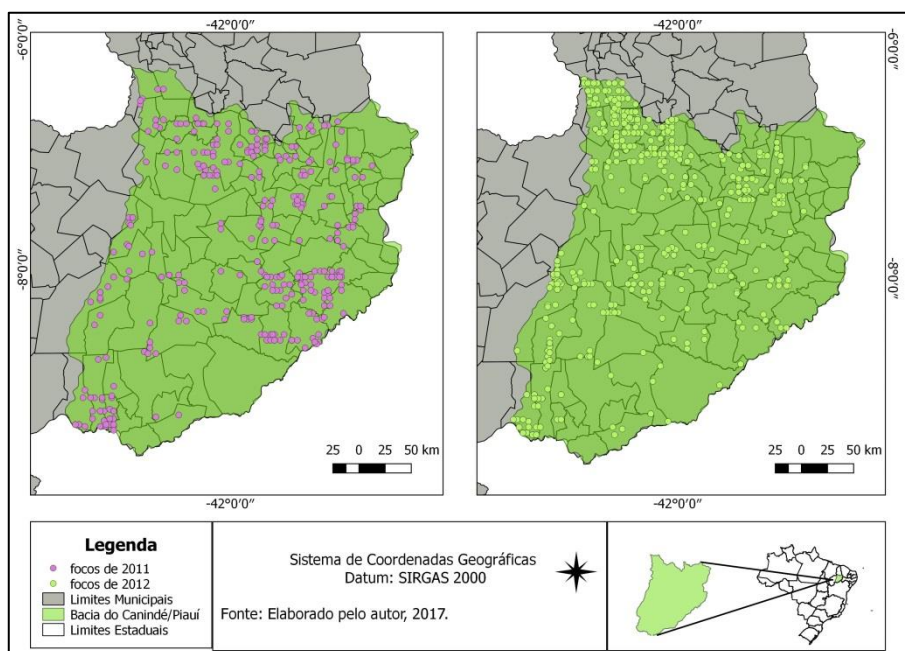 -42°0'0"
-42°0'0"
-6°0'0"
-6°0'0"
-8°0'0"
-8°0'0"
25 0 25 50 km
25 0 25 50 km
-42°0'0"
-42°0'0"
Legenda
focos de 2011
focos de 2012
Limites Municipais
Bacia do Canindé/Piauí
Limites Estaduais
Sistema de Coordenadas Geográficas
Datum: SIRGAS 2000
Fonte: Elaborado pelo autor, 2017.